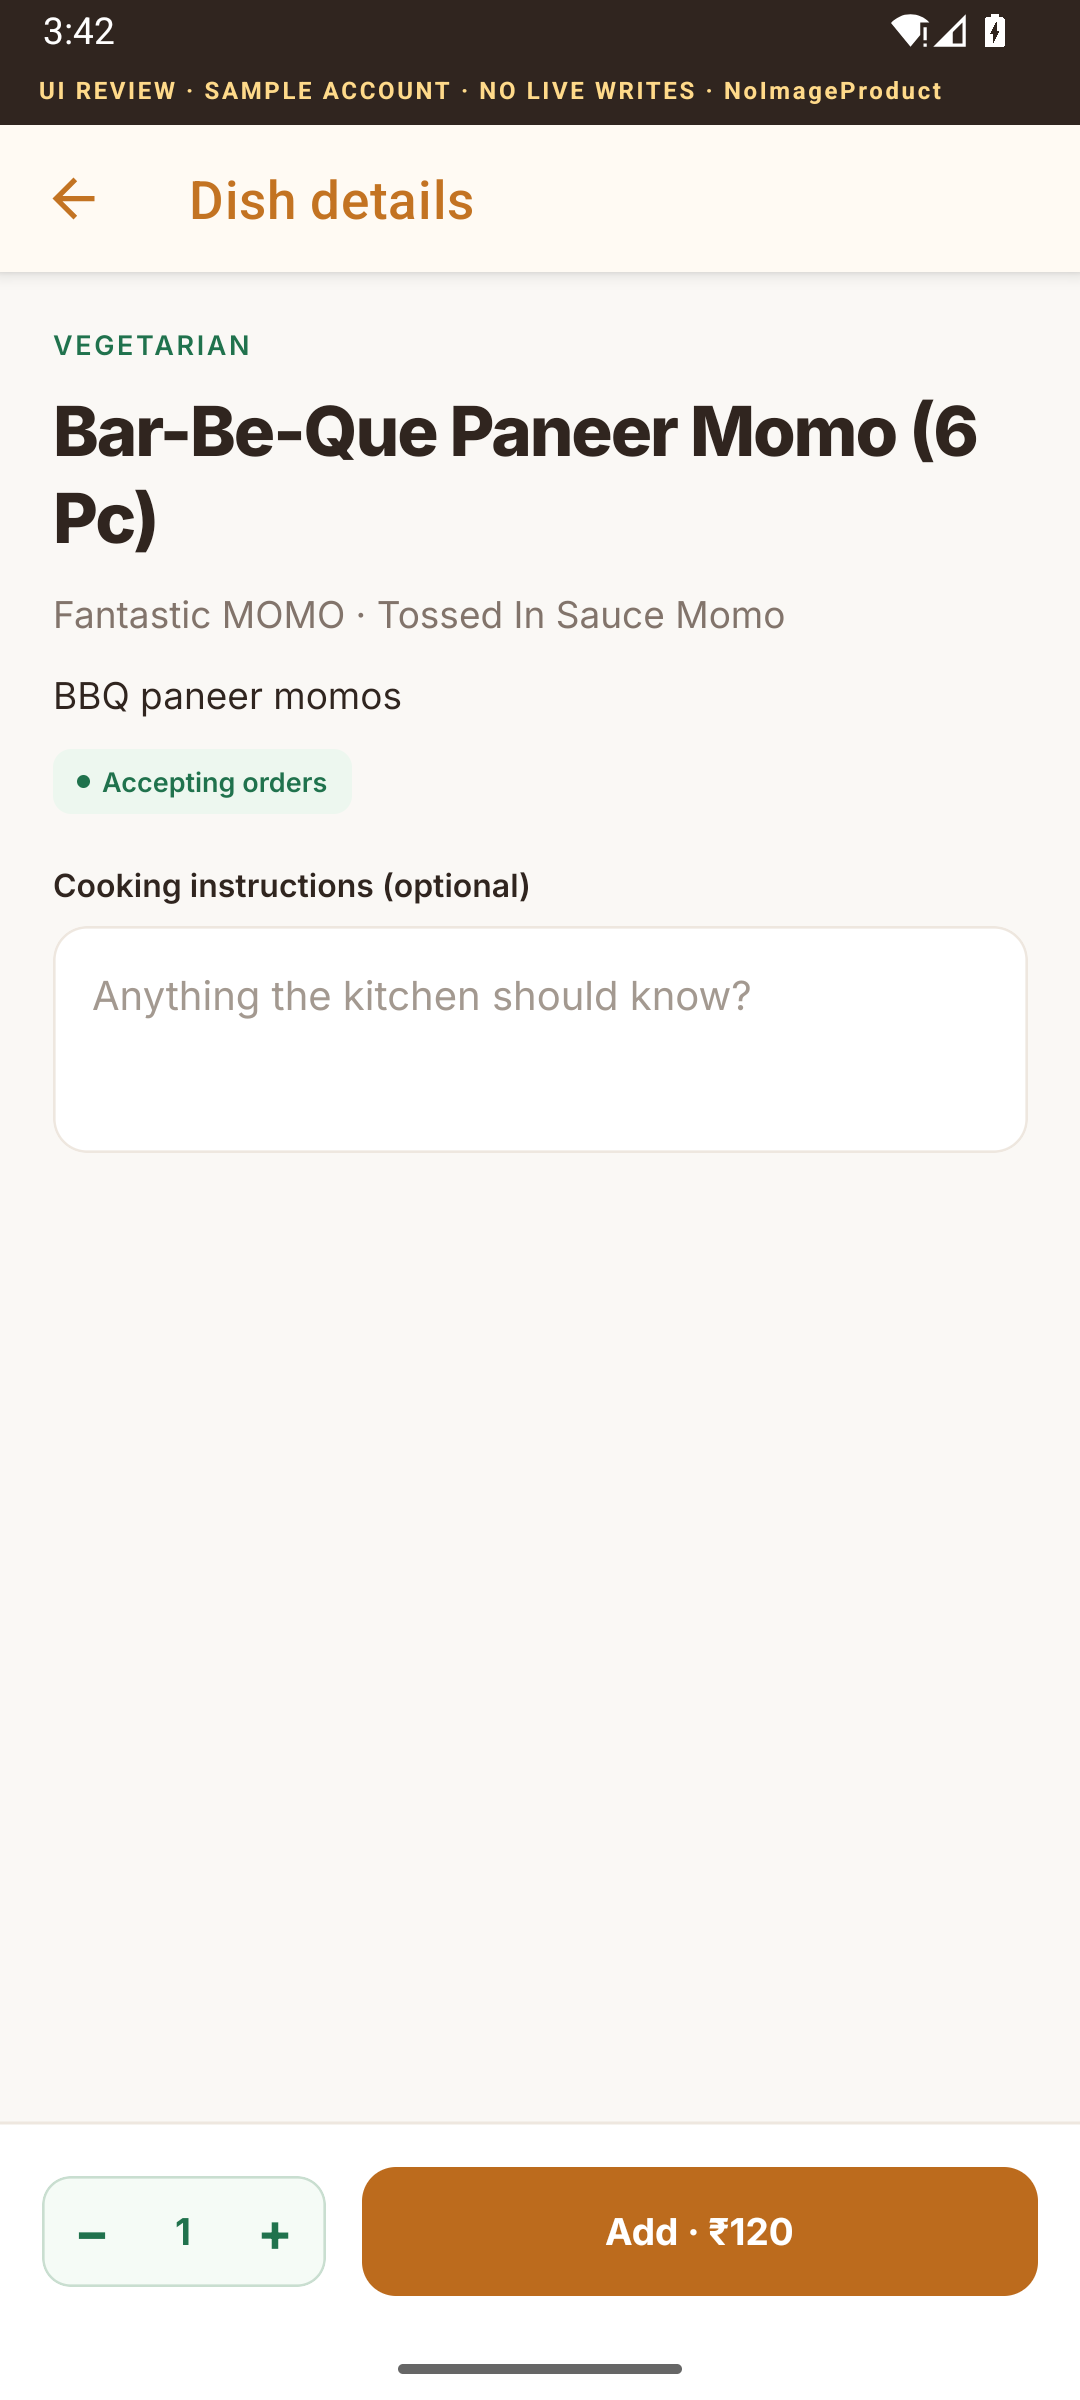 3:42
UI REVIEW · SAMPLE ACCOUNT · NO LIVE WRITES · NoImageProduct
Dish details
VEGETARIAN
Bar-Be-Que Paneer Momo (6
Pc)
Fantastic MOMO · Tossed In Sauce Momo
BBQ paneer momos
Accepting orders
Cooking instructions (optional)
Anything the kitchen should know?
− 1 +
Add · ₹120